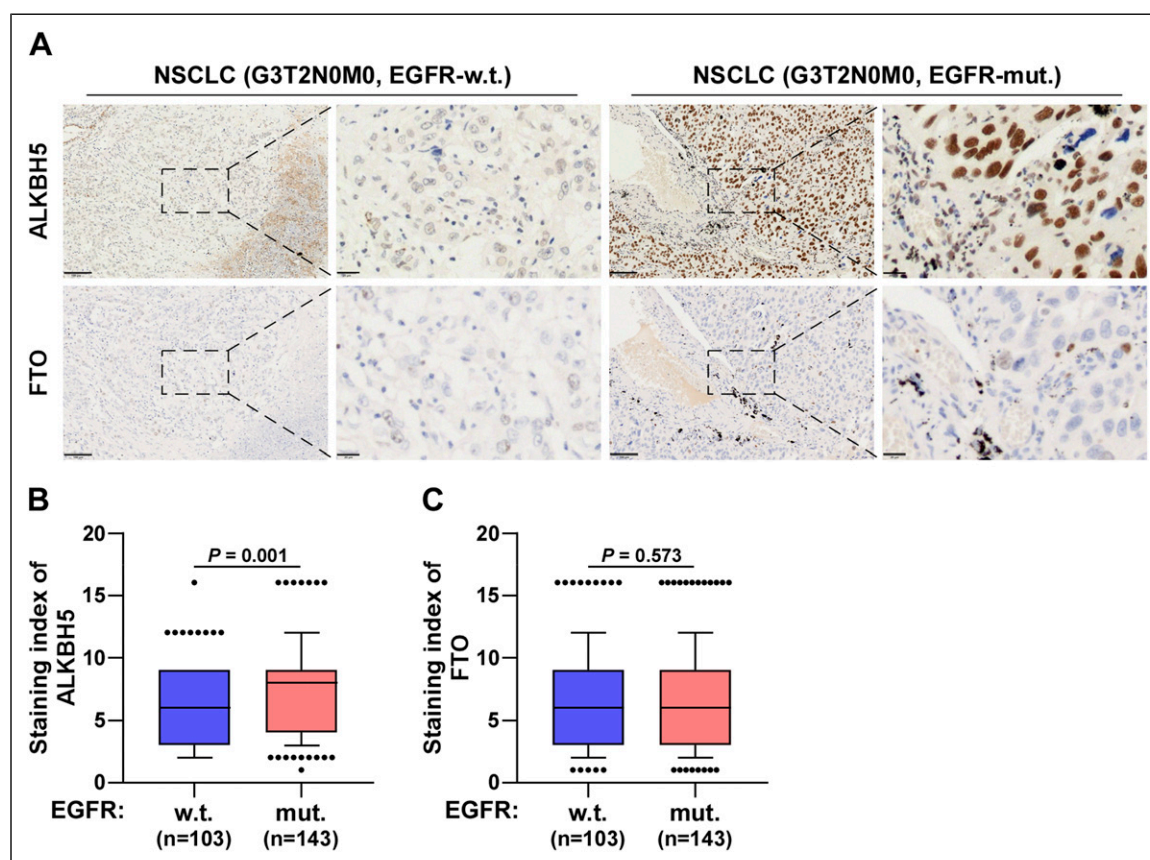 A
NSCLC (G3T2N0M0, EGFR-w.t.)
NSCLC (G3T2N0M0, EGFR-mut.)
ALKBH5
FTO
B
Staining index of
ALKBH5
20
15
10
5
0
P = 0.001
EGFR:
w.t.
mut.
(n=103)
(n=143)
C
Staining index of
FTO
20
15
10
5
0
P = 0.573
EGFR:
w.t.
mut.
(n=103)
(n=143)